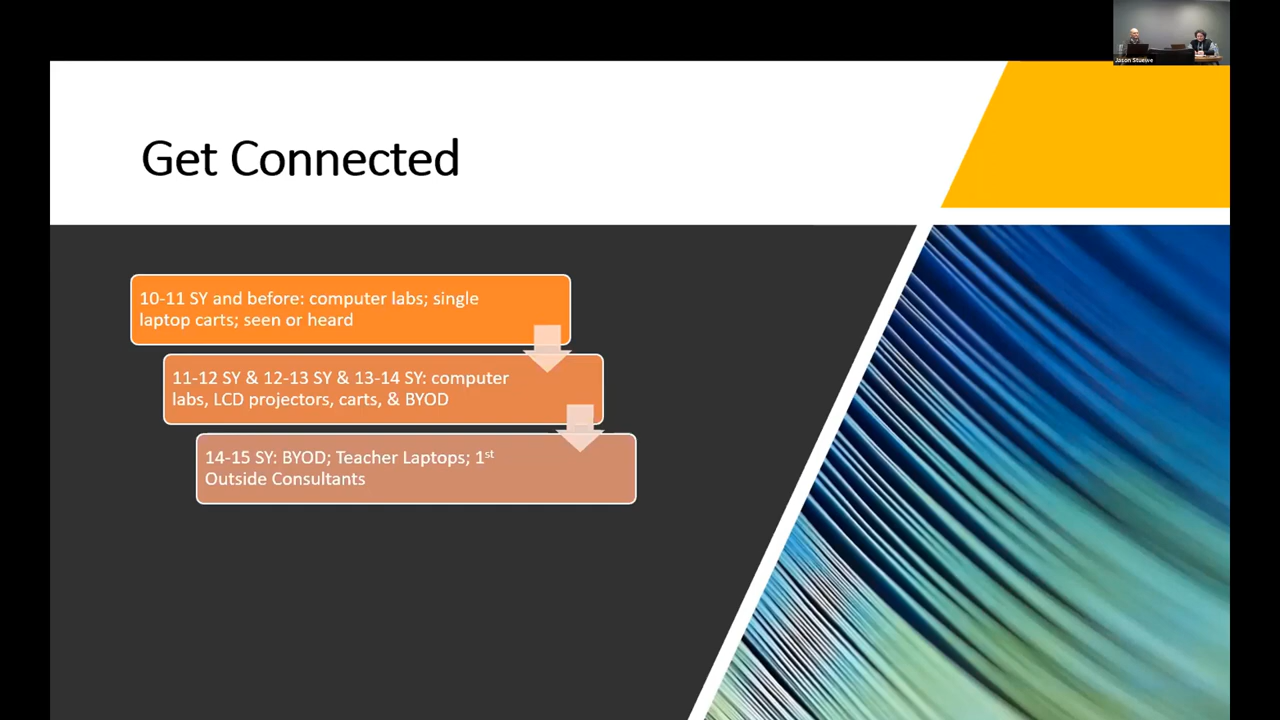 Jason Stuewe
Get Connected
10-11 SY and before: computer labs; single
laptop carts; seen or heard
11-12 SY & 12-13 SY & 13-14 SY: computer
labs, LCD projectors, carts, & BYOD
14-15 SY: BYOD; Teacher Laptops; 1st
Outside Consultants